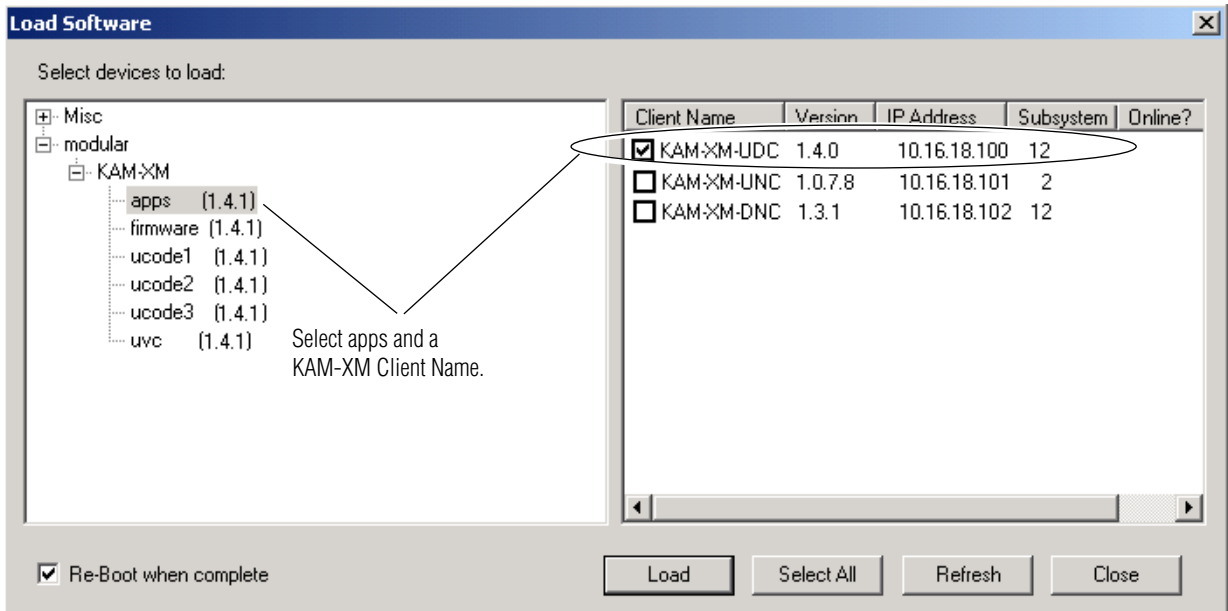 Load Software
Select devices to load:
Misc
modular
KAM-XM
apps (1.4.1)
firmware (1.4.1)
ucode1 (1.4.1)
ucode2 (1.4.1)
ucode3 (1.4.1)
uvc (1.4.1)
Select apps and a
KAM-XM Client Name.
Client Name Version IP Address Subsystem Online?
KAM-XM-UDC 1.4.0 10.16.18.100 12
KAM-XM-UNC 1.0.7.8 10.16.18.101 2
KAM-XM-DNC 1.3.1 10.16.18.102 12
Re-Boot when complete
Load Select All Refresh Close